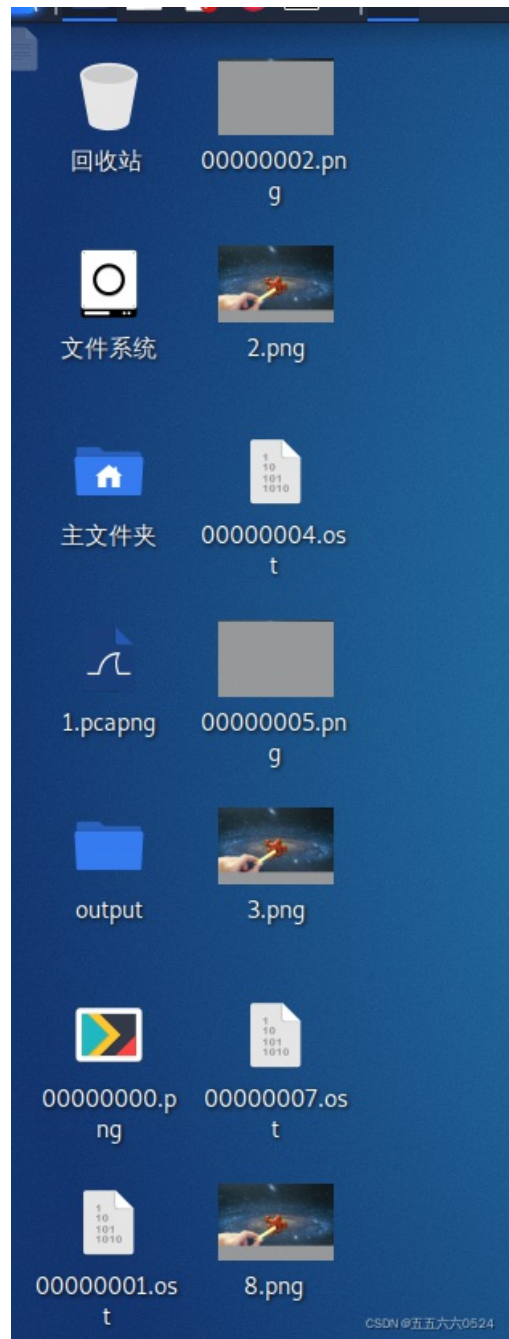 回收站
00000002.pn
g
文件系统
2.png
主文件夹
00000004.os
t
1.pcapng
00000005.pn
g
output
3.png
00000000.p
ng
00000007.os
t
00000001.os
t
8.png
CSDN @五五六六0524